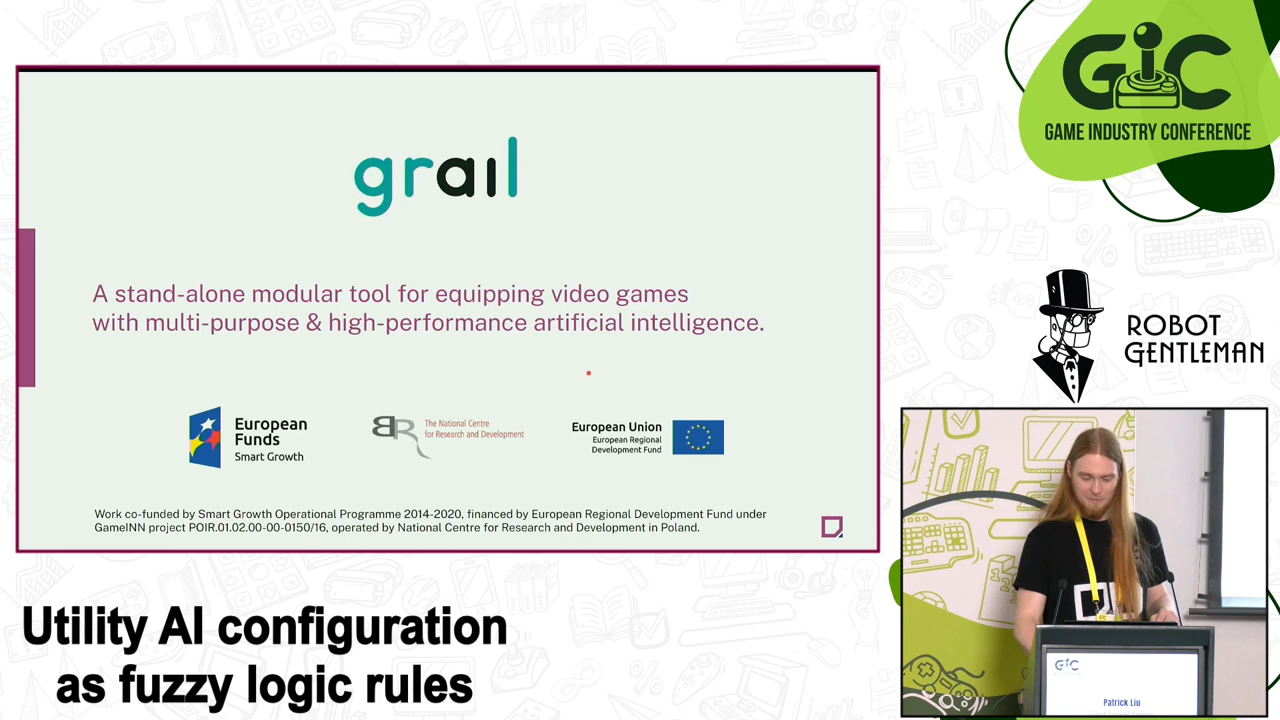 GIC
GAME INDUSTRY CONFERENCE
grail
A stand-alone modular tool for equipping video games
with multi-purpose & high-performance artificial intelligence.
European
Funds
Smart Growth
BR
The National Centre
for Research and Development
European Union
European Regional
Development Fund
Work co-funded by Smart Growth Operational Programme 2014-2020, financed by European Regional Development Fund under
GameINN project POIR.01.02.00-00-0150/16, operated by National Centre for Research and Development in Poland.
ROBOT
GENTLEMAN
GIC
Patrick Liu
Utility AI configuration
as fuzzy logic rules